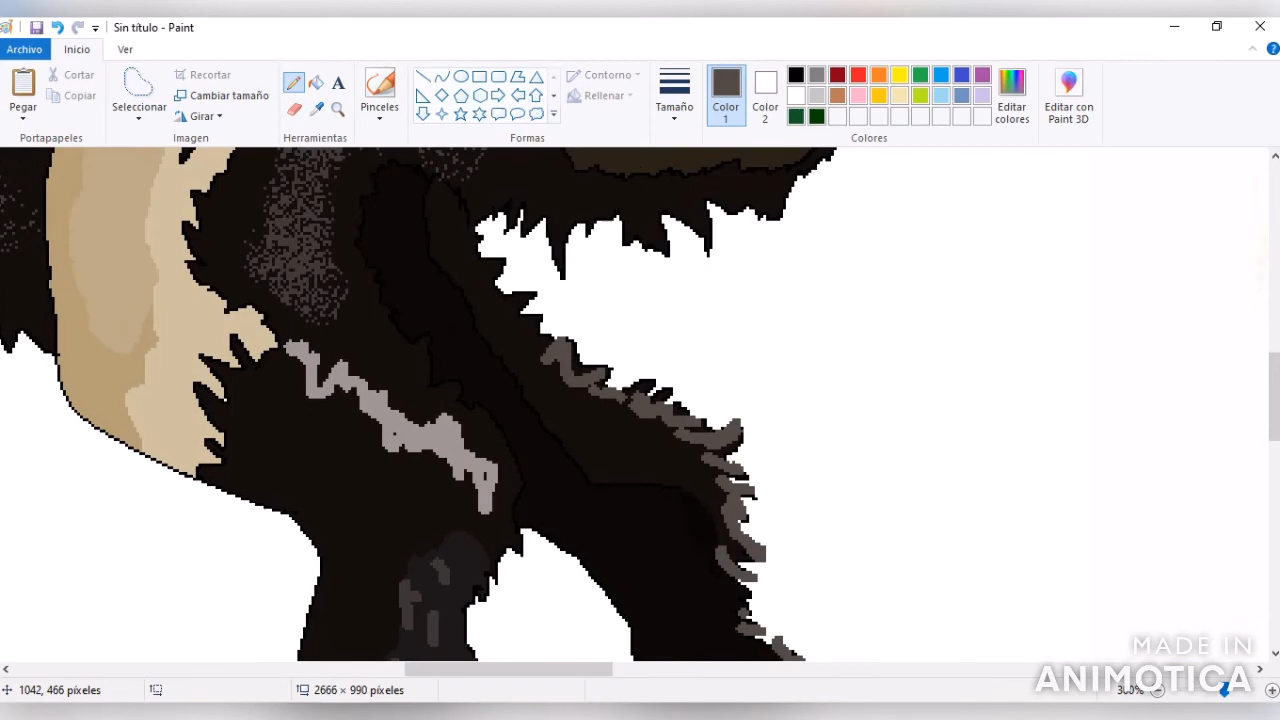 Sin título - Paint
Archivo
Inicio
Ver
Pegar
Cortar
Copiar
Portapapeles
Seleccionar
Recortar
Cambiar tamaño
Girar
Imagen
Herramientas
Pinceles
Contorno
Rellenar
Formas
Tamaño
Color 1
Color 2
Editar colores
Colores
Editar con Paint 3D
MADE IN
ANIMOTICA
1042, 466 píxeles
2666 × 990 píxeles